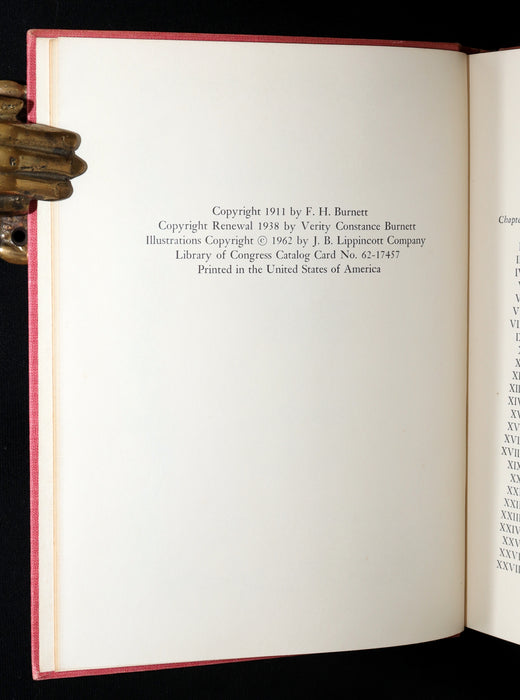 Copyright 1911 by F. H. Burnett
Copyright Renewal 1938 by Verity Constance Burnett
Illustrations Copyright © 1962 by J. B. Lippincott Company
Library of Congress Catalog Card No. 62-17457
Printed in the United States of America